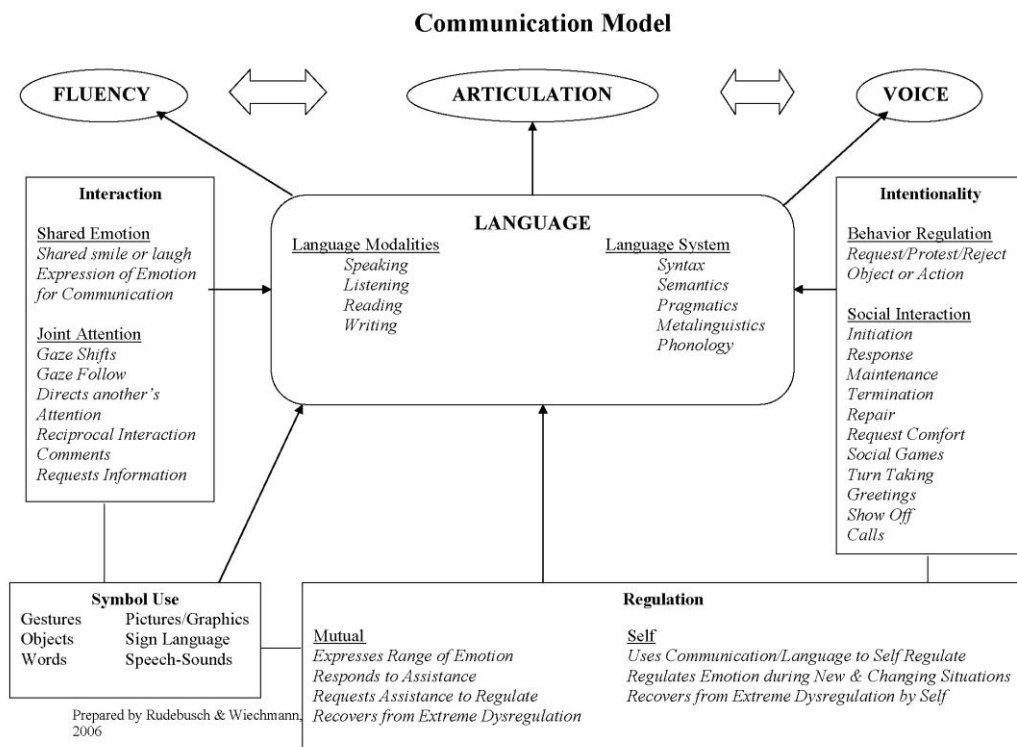 Communication Model
FLUENCY
ARTICULATION
VOICE
Interaction
Shared Emotion
Shared smile or laugh
Expression of Emotion
for Communication
Joint Attention
Gaze Shifts
Gaze Follow
Directs another's
Attention
Reciprocal Interaction
Comments
Requests Information
LANGUAGE
Language Modalities
Speaking
Listening
Reading
Writing
Language System
Syntax
Semantics
Pragmatics
Metalinguistics
Phonology
Intentionality
Behavior Regulation
Request/Protest/Reject
Object or Action
Social Interaction
Initiation
Response
Maintenance
Termination
Repair
Request Comfort
Social Games
Turn Taking
Greetings
Show Off
Calls
Symbol Use
Gestures Pictures/Graphics
Objects Sign Language
Words Speech-Sounds
Regulation
Mutual
Expresses Range of Emotion
Responds to Assistance
Requests Assistance to Regulate
Recovers from Extreme Dysregulation
Self
Uses Communication/Language to Self Regulate
Regulates Emotion during New & Changing Situations
Recovers from Extreme Dysregulation by Self
Prepared by Rudebusch & Wiechmann,
2006